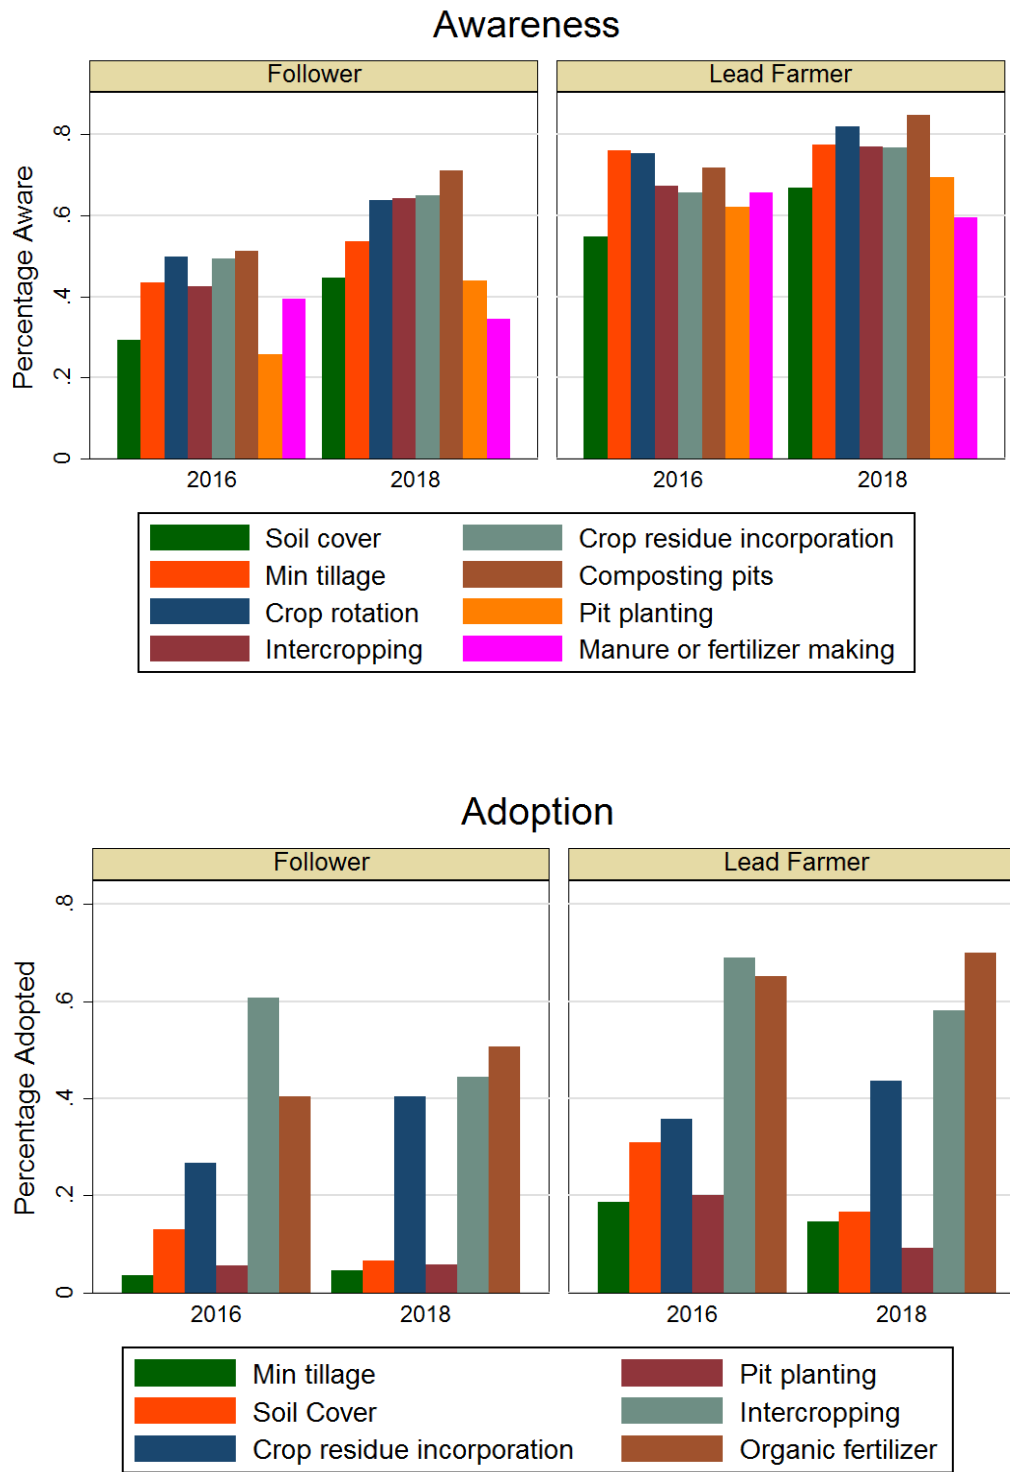 Awareness
Follower
Lead Farmer
Percentage Aware
0
.2
.4
.6
.8
2016
2018
2016
2018
Soil cover
Crop residue incorporation
Min tillage
Composting pits
Crop rotation
Pit planting
Intercropping
Manure or fertilizer making
Adoption
Follower
Lead Farmer
Percentage Adopted
0
.2
.4
.6
.8
2016
2018
2016
2018
Min tillage
Pit planting
Soil Cover
Intercropping
Crop residue incorporation
Organic fertilizer